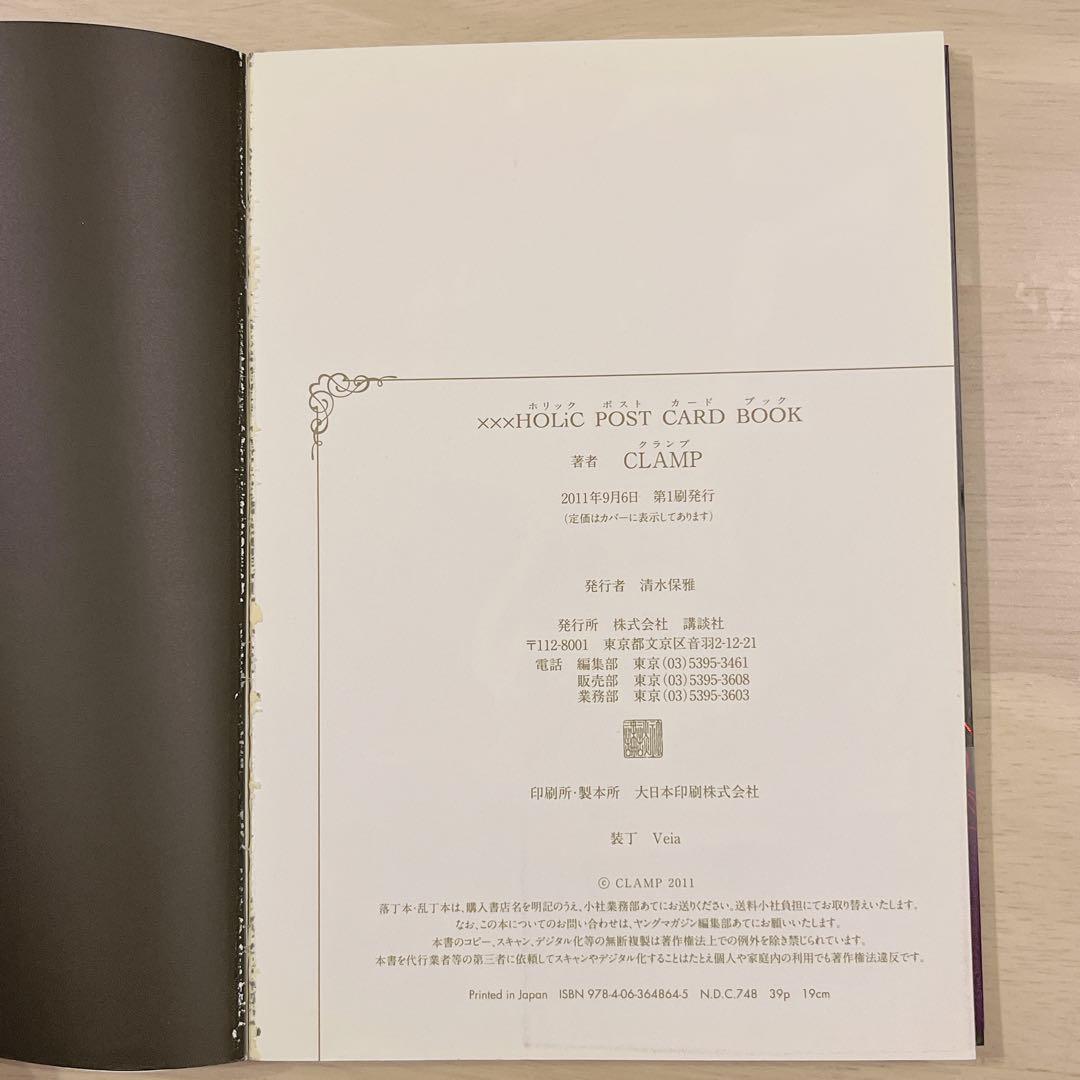 ホリック ポスト カード ブック
×××HOLiC POST CARD BOOK
クランプ
著者 CLAMP
2011年9月6日 第1刷発行
(定価はカバーに表示してあります)
発行者 清水保雅
発行所 株式会社 講談社
〒112-8001 東京都文京区音羽2-12-21
電話 編集部 東京(03)5395-3461
販売部 東京(03)5395-3608
業務部 東京(03)5395-3603
印刷所・製本所 大日本印刷株式会社
装丁 Veia
©CLAMP 2011
落丁本・乱丁本は、購入書店名を明記のうえ、小社業務部あてにお送りください。送料小社負担にてお取り替えいたします。
なお、この本についてのお問い合わせは、ヤングマガジン編集部あてにお願いいたします。
本書のコピー、スキャン、デジタル化等の無断複製は著作権法上での例外を除き禁じられています。
本書を代行業者等の第三者に依頼してスキャンやデジタル化することはたとえ個人や家庭内の利用でも著作権法違反です。
Printed in Japan ISBN 978-4-06-364864-5 N.D.C.748 39p 19cm